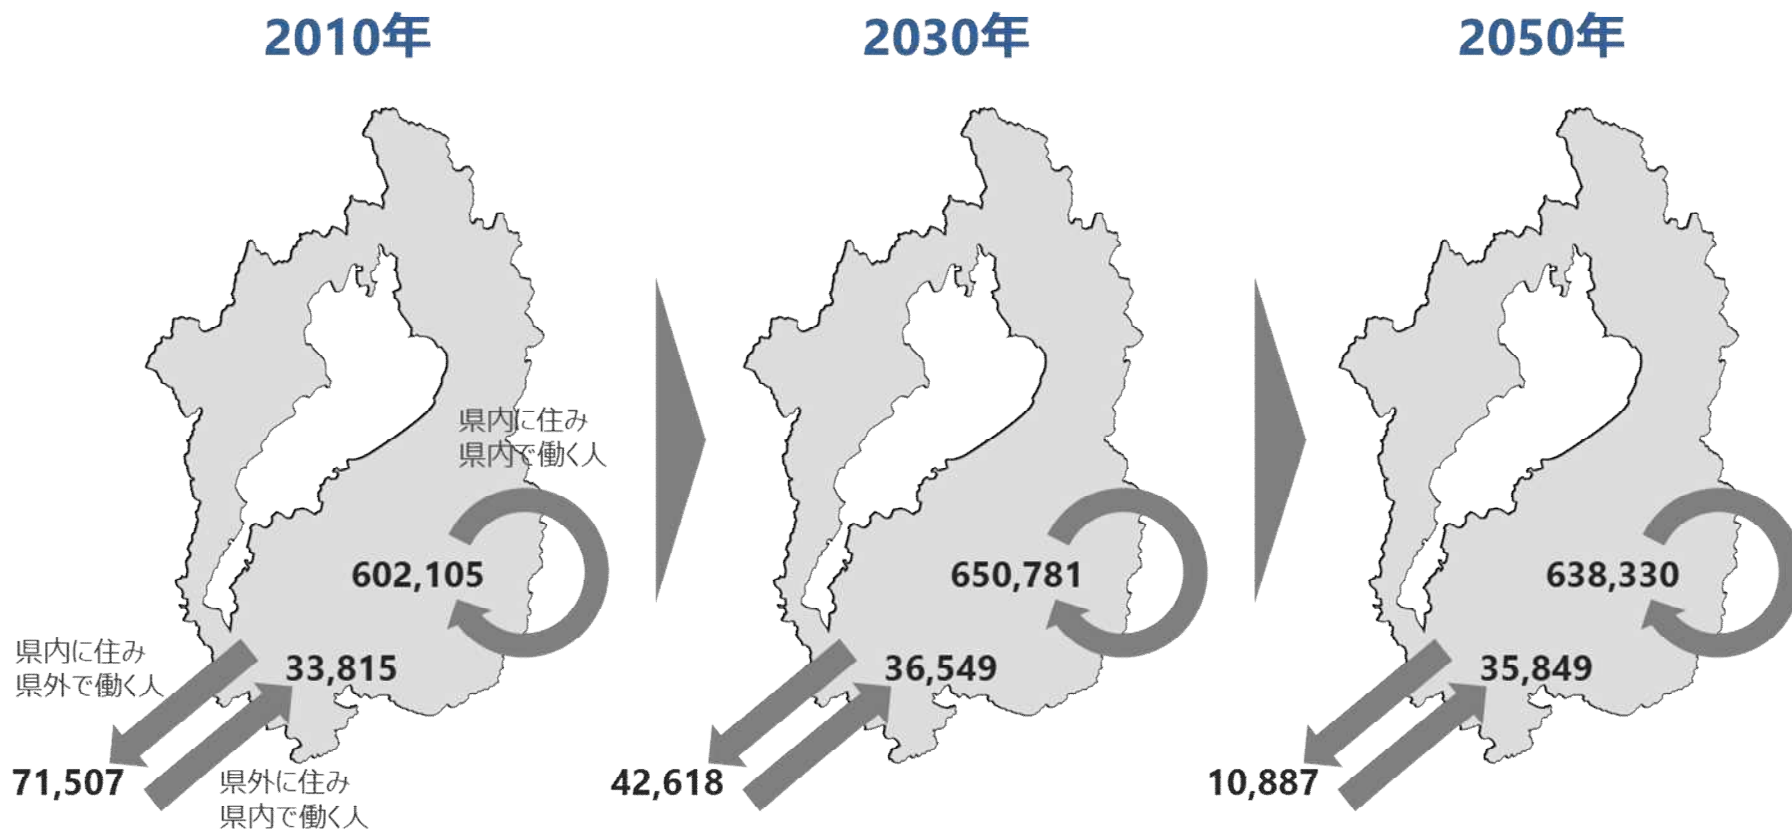 2010年
2030年
2050年
県内に住み
県内で働く人
602,105
650,781
638,330
県内に住み
県外で働く人
33,815
36,549
35,849
71,507
県外に住み
県内で働く人
42,618
10,887